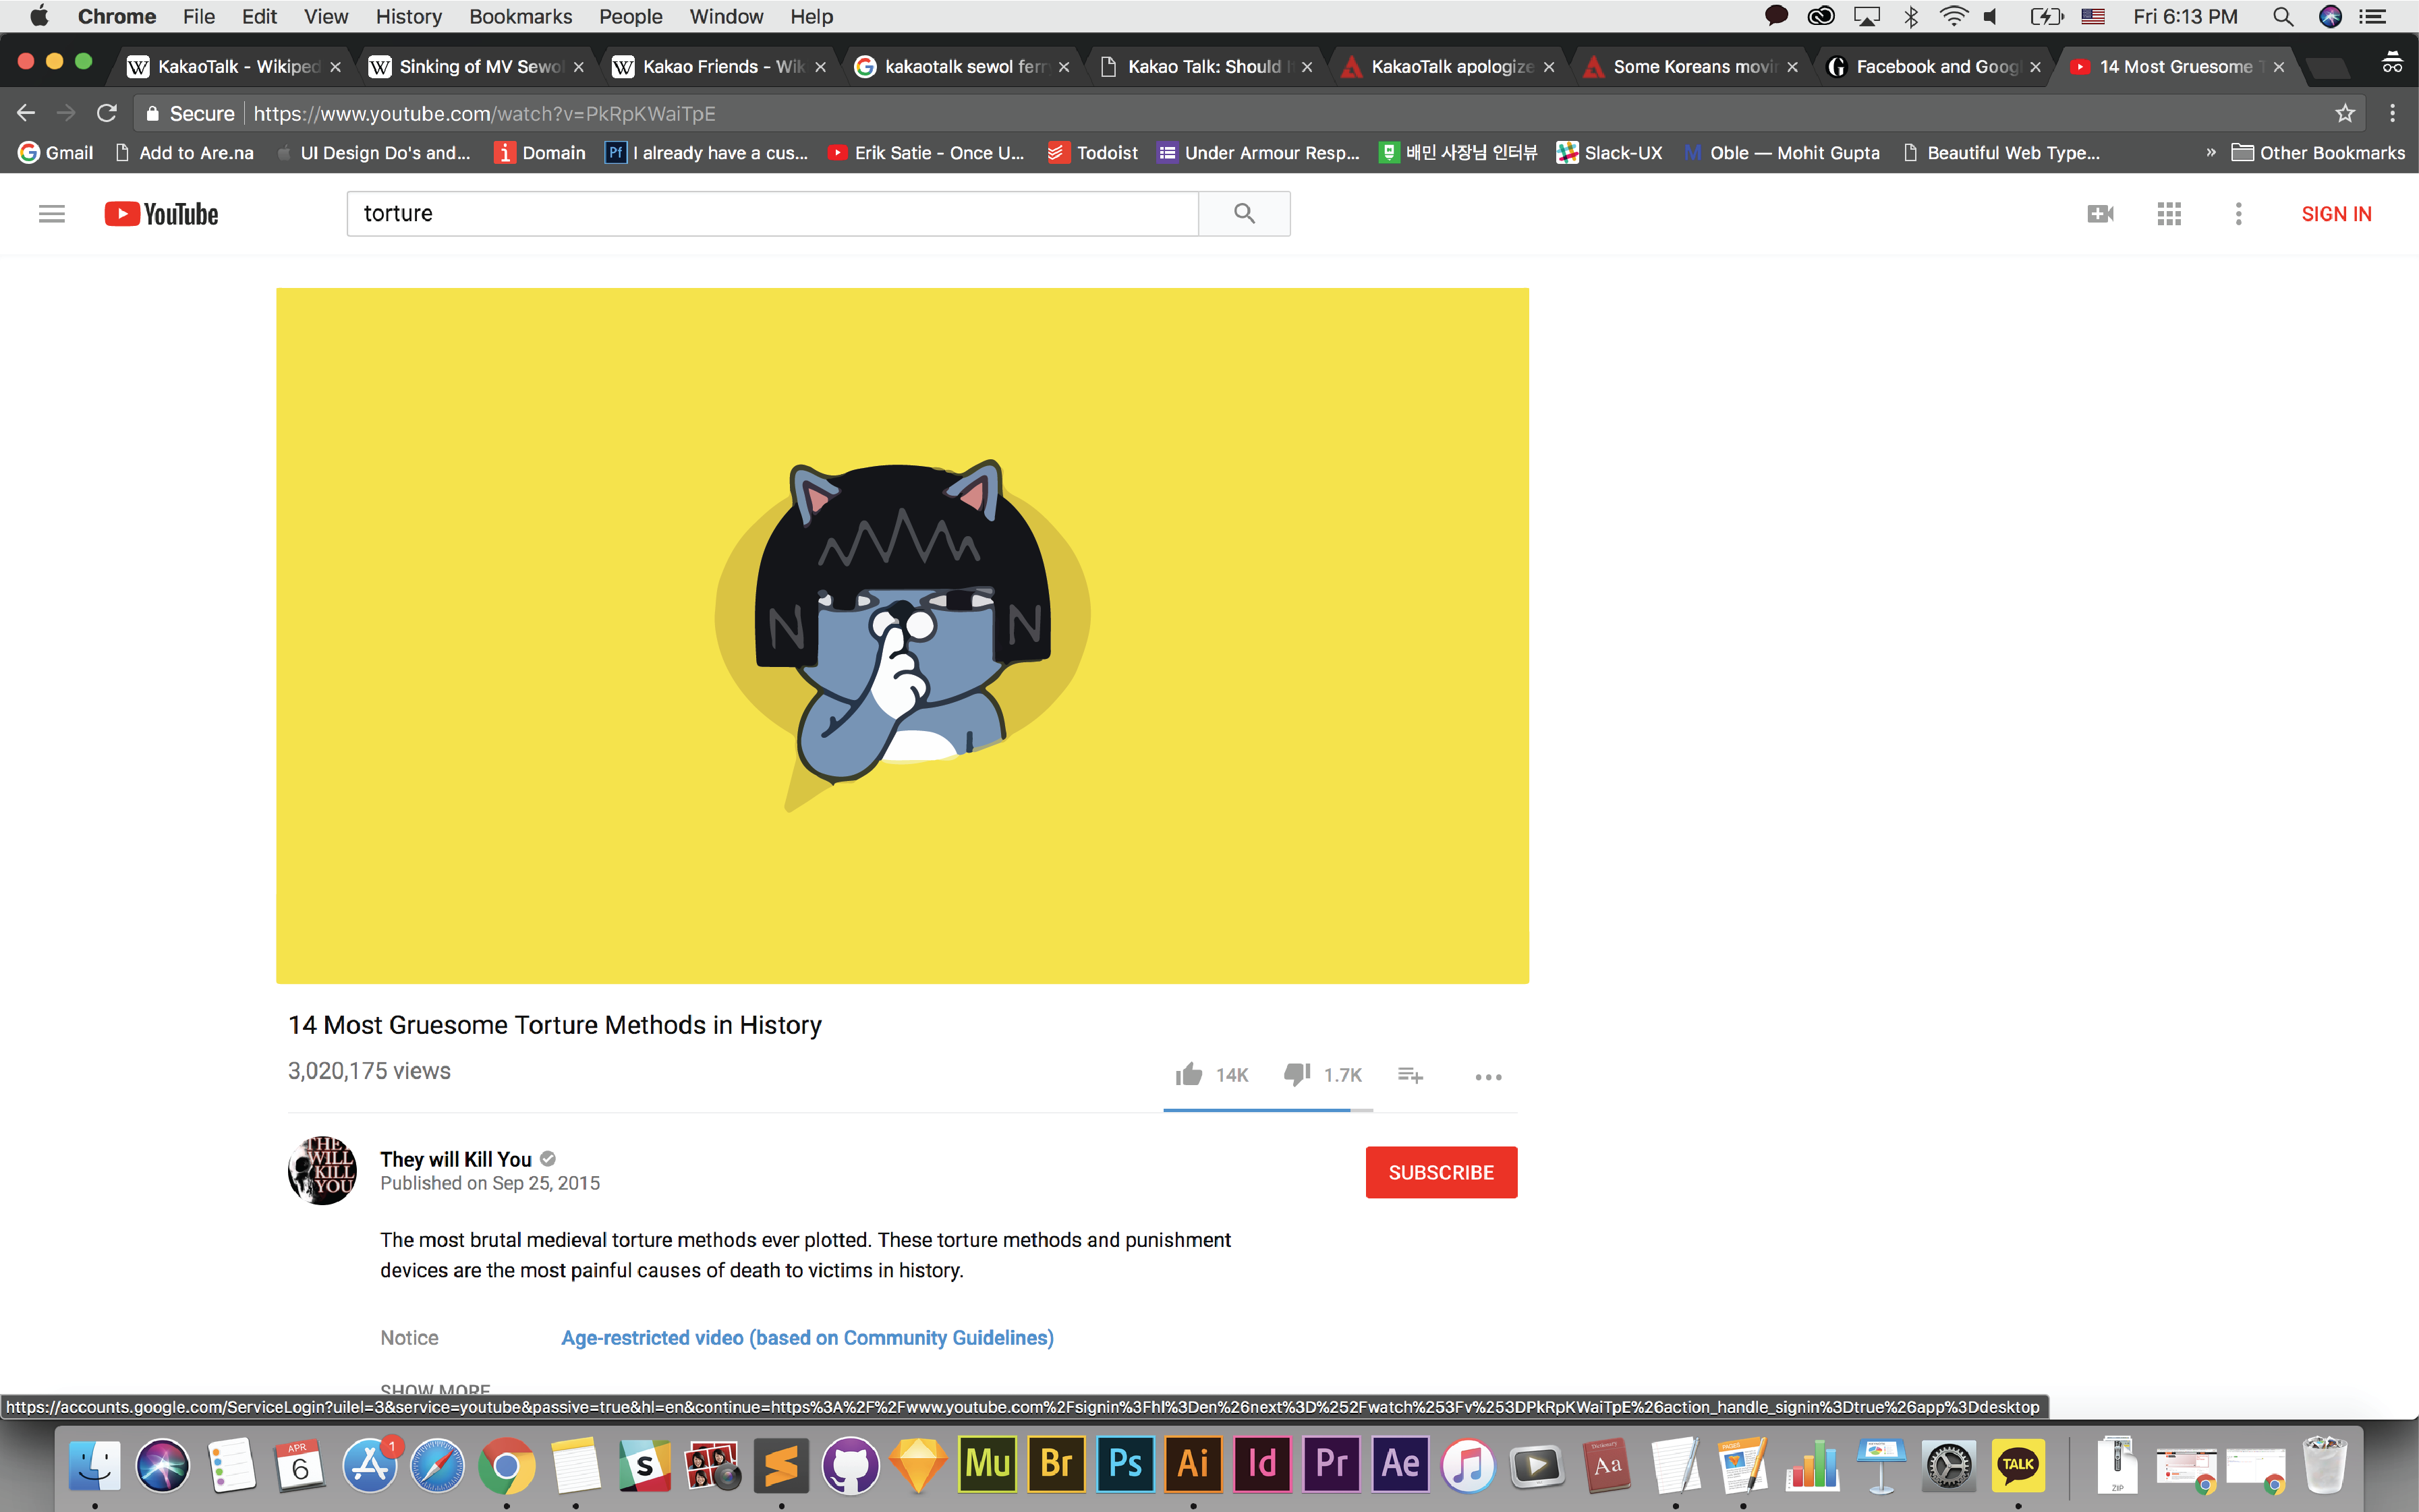 Chrome File Edit View History Bookmarks People Window Help Fri 6:13 PM
KakaoTalk - Wikiped Sinking of MV Sewol Kakao Friends - Wik kakaotalk sewol ferr Kakao Talk: Should I KakaoTalk apologize Some Koreans movin Facebook and Googl 14 Most Gruesome T
Secure https://www.youtube.com/watch?v=PkRpKWaiTpE
Gmail Add to Are.na UI Design Do's and... Domain Pf I already have a cus... Erik Satie - Once U... Todoist Under Armour Resp... 배민 사장님 인터뷰 Slack-UX M Oble — Mohit Gupta Beautiful Web Type... » Other Bookmarks
YouTube torture SIGN IN
N N
14 Most Gruesome Torture Methods in History
3,020,175 views
14K 1.7K
THE WILL KILL YOU
They will Kill You
SUBSCRIBE
Published on Sep 25, 2015
The most brutal medieval torture methods ever plotted. These torture methods and punishment
devices are the most painful causes of death to victims in history.
Notice Age-restricted video (based on Community Guidelines)
SHOW MORE
https://accounts.google.com/ServiceLogin?uilel=3&service=youtube&passive=true&hl=en&continue=https%3A%2F%2Fwww.youtube.com%2Fsignin%3Fhl%3Den%26next%3D%252Fwatch%253Fv%253DPkRpKWaiTpE%26action_handle_signin%3Dtrue%26app%3Ddesktop
APR 6 1 S Mu Br Ps Ai Id Pr Ae Aa PAGES TALK ZIP